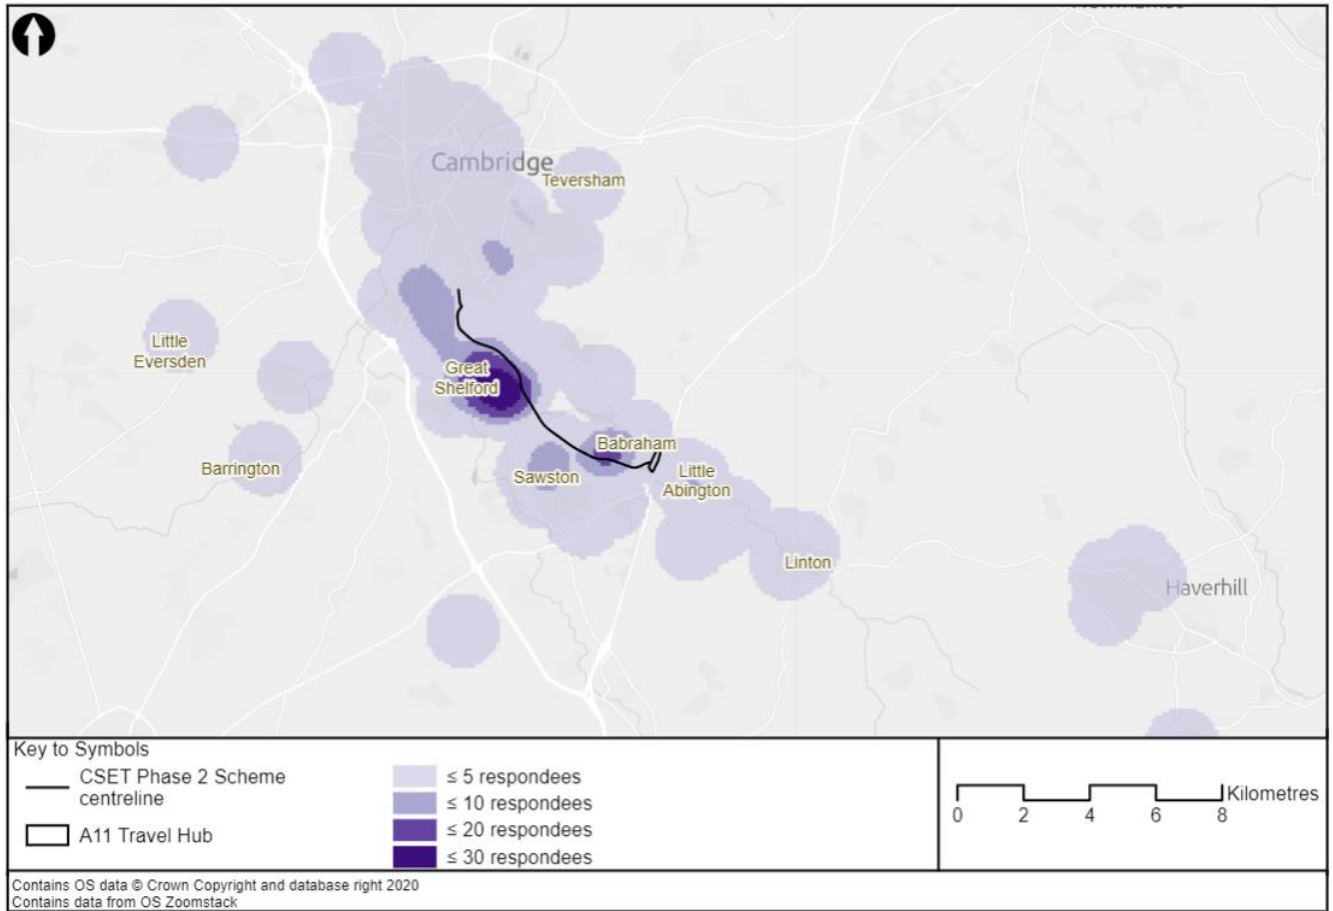 Cambridge
Teversham
Little
Eversden
Great
Shelford
Barrington
Babraham
Sawston
Little
Abington
Linton
Haverhill
Key to Symbols
CSET Phase 2 Scheme
centreline
A11 Travel Hub
≤ 5 respondees
≤ 10 respondees
≤ 20 respondees
≤ 30 respondees
Kilometres
0 2 4 6 8
Contains OS data © Crown Copyright and database right 2020
Contains data from OS Zoomstack